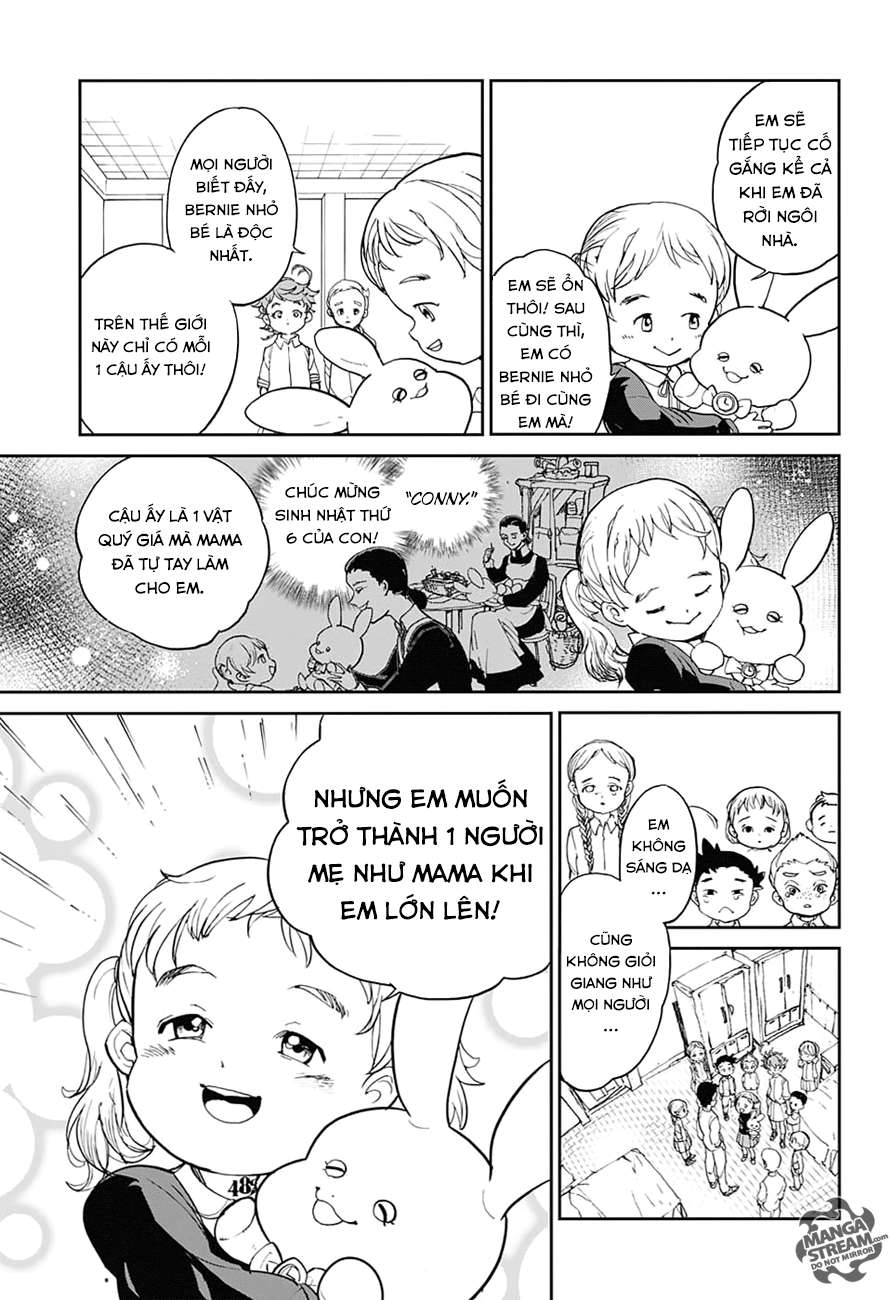 EM SẼ
TIẾP TỤC CỐ
GẮNG KỂ CẢ
KHI EM ĐÃ
RỜI NGÔI
NHÀ.
EM SẼ ỔN
THÔI! SAU
CÙNG THÌ,
EM CÓ
BERNIE NHỎ
BÉ ĐI CÙNG
EM MÀ!
MỌI NGƯỜI
BIẾT ĐẤY,
BERNIE NHỎ
BÉ LÀ ĐỘC
NHẤT.
TRÊN THẾ GIỚI
NÀY CHỈ CÓ MỖI
1 CẬU ẤY THÔI!
"CONNY."
CHÚC MỪNG
SINH NHẬT THỨ
6 CỦA CON!
CẬU ẤY LÀ 1 VẬT
QUÝ GIÁ MÀ MAMA
ĐÃ TỰ TAY LÀM
CHO EM.
EM
KHÔNG
SÁNG DẠ
...
CŨNG
KHÔNG GIỎI
GIANG NHƯ
MỌI NGƯỜI
...
NHƯNG EM MUỐN
TRỞ THÀNH 1 NGƯỜI
MẸ NHƯ MAMA KHI
EM LỚN LÊN!
MANGA
STREAM.COM
DO NOT MIRROR